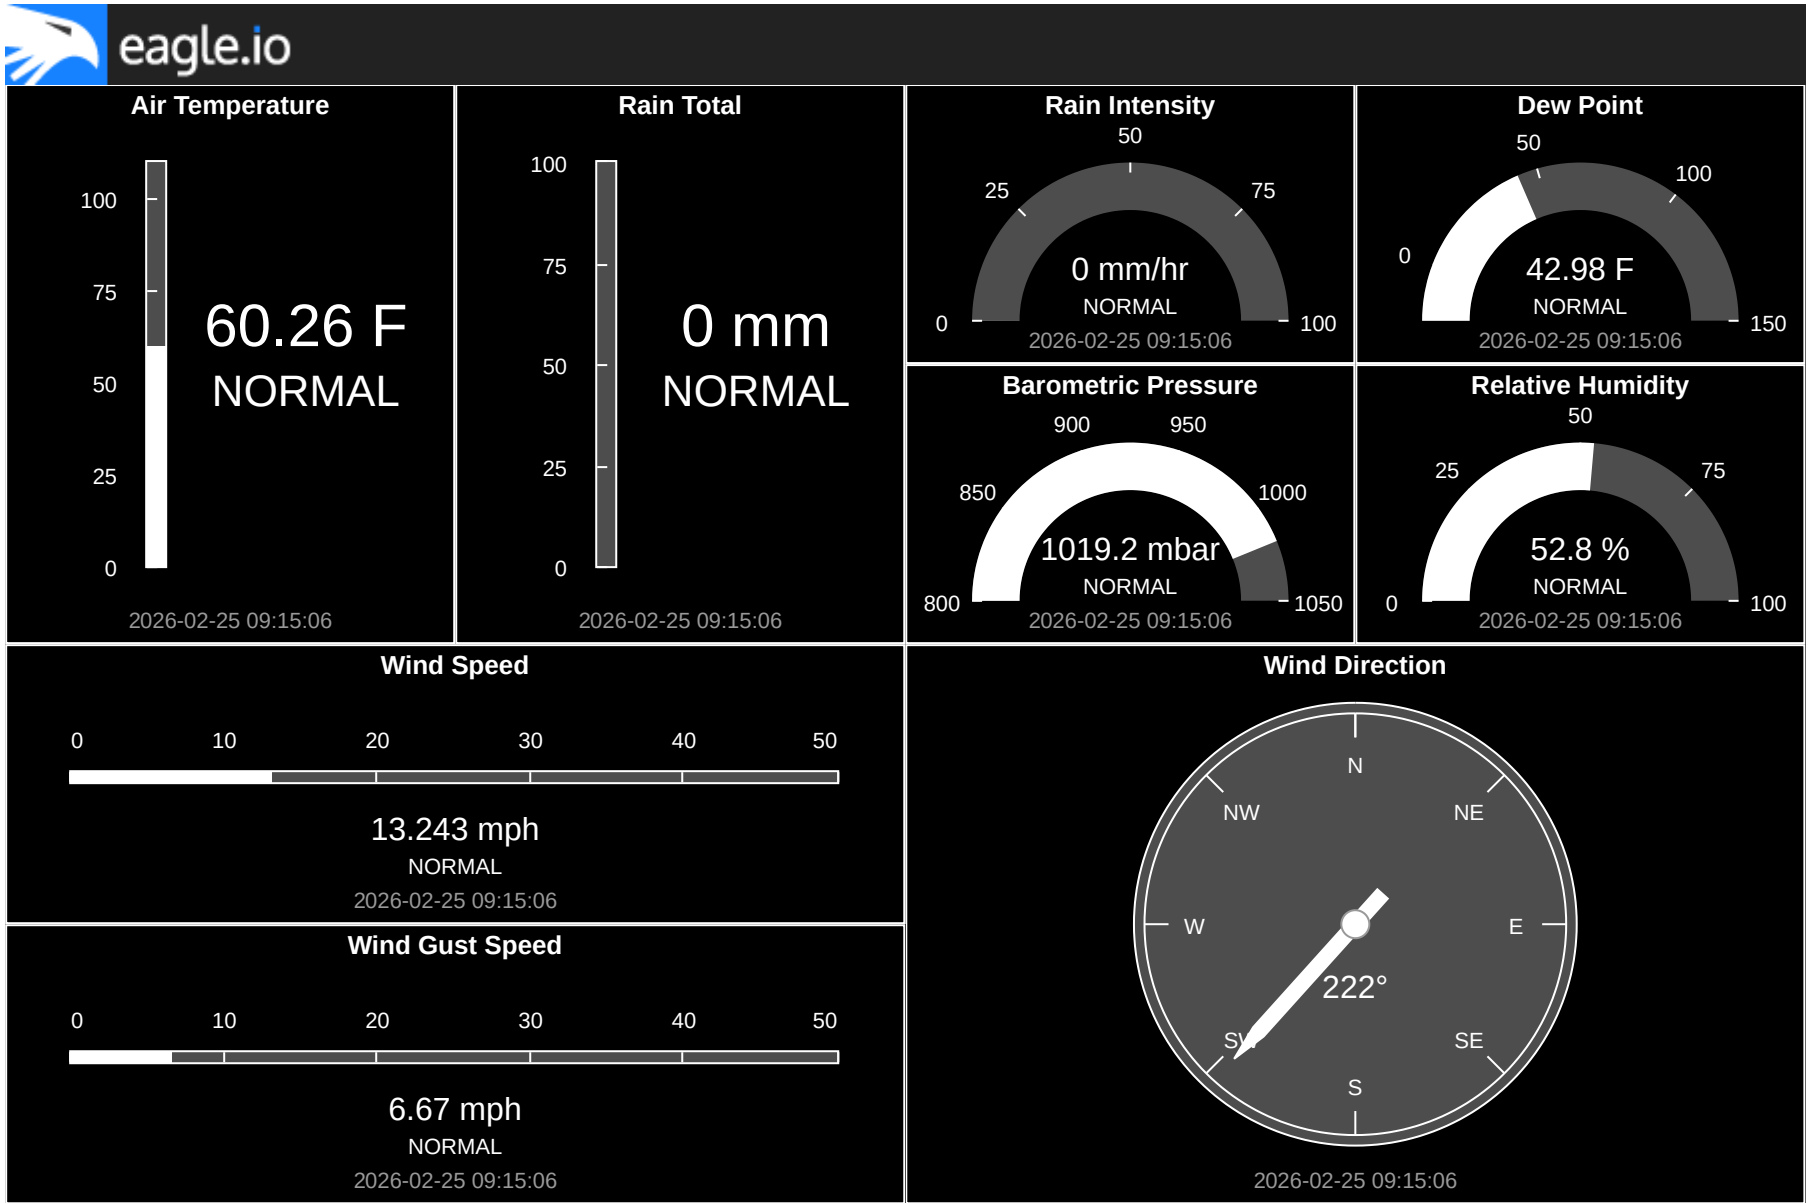 eagle.io
Air Temperature
100
75
50
25
0
60.26 F
NORMAL
2026-02-25 09:15:06
Rain Total
100
75
50
25
0
0 mm
NORMAL
2026-02-25 09:15:06
Rain Intensity
0
25
50
75
100
0 mm/hr
NORMAL
2026-02-25 09:15:06
Dew Point
0
50
100
150
42.98 F
NORMAL
2026-02-25 09:15:06
Barometric Pressure
800
850
900
950
1000
1050
1019.2 mbar
NORMAL
2026-02-25 09:15:06
Relative Humidity
0
25
50
75
100
52.8 %
NORMAL
2026-02-25 09:15:06
Wind Speed
0 10 20 30 40 50
13.243 mph
NORMAL
2026-02-25 09:15:06
Wind Gust Speed
0 10 20 30 40 50
6.67 mph
NORMAL
2026-02-25 09:15:06
Wind Direction
N
NW NE
W E
222°
SW SE
S
2026-02-25 09:15:06